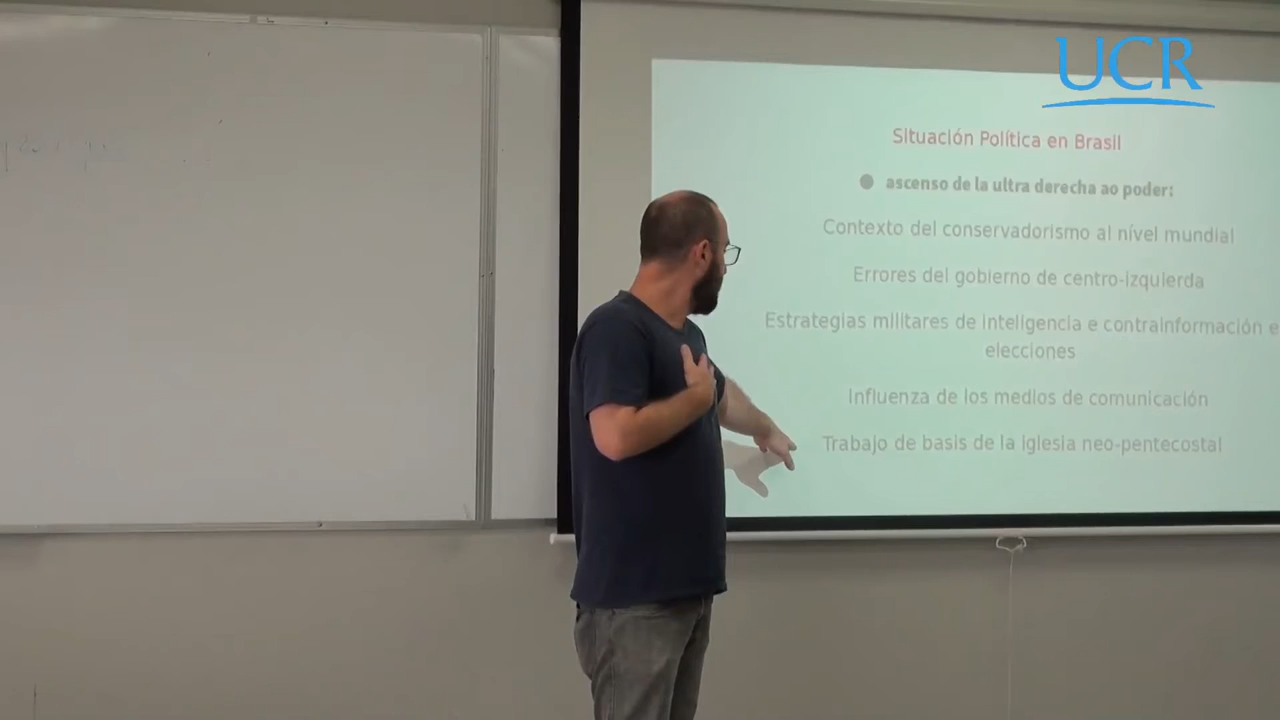 UCR
Situación Política en Brasil
● ascenso de la ultra derecha ao poder:
Contexto del conservadorismo al nível mundial
Errores del gobierno de centro-izquierda
Estrategias militares de inteligencia e contrainformación e
elecciones
Influenza de los medios de comunicación
Trabajo de basis de la iglesia neo-pentecostal